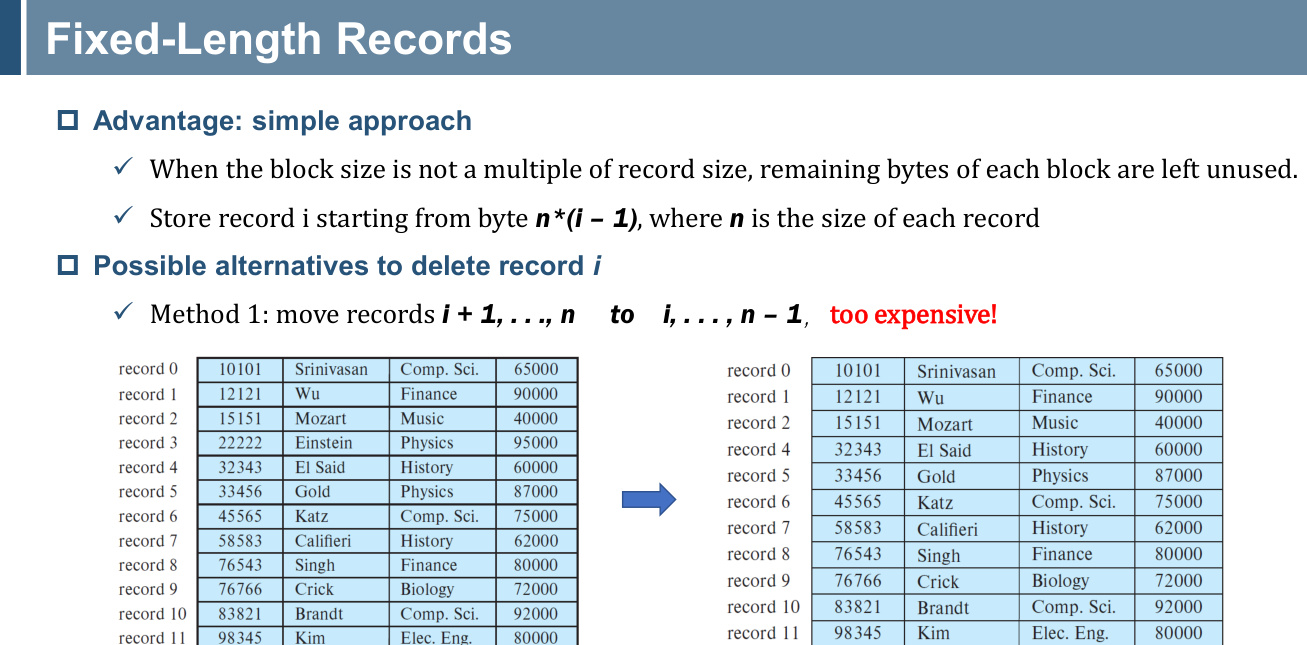 Fixed-Length Records
Advantage: simple approach
✓ When the block size is not a multiple of record size, remaining bytes of each block are left unused.
✓ Store record i starting from byte n*(i – 1), where n is the size of each record
Possible alternatives to delete record i
✓ Method 1: move records i + 1, . . ., n to i, . . . , n – 1, too expensive!
record 0 10101 Srinivasan Comp. Sci. 65000
record 1 12121 Wu Finance 90000
record 2 15151 Mozart Music 40000
record 3 22222 Einstein Physics 95000
record 4 32343 El Said History 60000
record 5 33456 Gold Physics 87000
record 6 45565 Katz Comp. Sci. 75000
record 7 58583 Califieri History 62000
record 8 76543 Singh Finance 80000
record 9 76766 Crick Biology 72000
record 10 83821 Brandt Comp. Sci. 92000
record 11 98345 Kim Elec. Eng. 80000
record 0 10101 Srinivasan Comp. Sci. 65000
record 1 12121 Wu Finance 90000
record 2 15151 Mozart Music 40000
record 4 32343 El Said History 60000
record 5 33456 Gold Physics 87000
record 6 45565 Katz Comp. Sci. 75000
record 7 58583 Califieri History 62000
record 8 76543 Singh Finance 80000
record 9 76766 Crick Biology 72000
record 10 83821 Brandt Comp. Sci. 92000
record 11 98345 Kim Elec. Eng. 80000